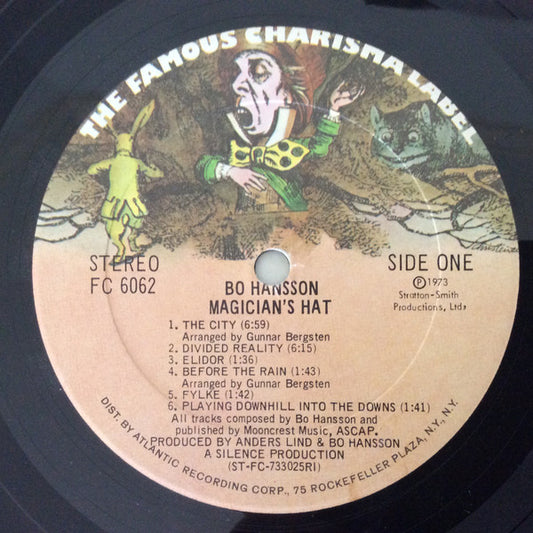 THE FAMOUS CHARISMA LABEL
STEREO
FC 6062
SIDE ONE
Ⓟ1973
Stratton-Smith
Productions, Ltd.
BO HANSSON
MAGICIAN'S HAT
1. THE CITY (6:59)
Arranged by Gunnar Bergsten
2. DIVIDED REALITY (6:15)
3. ELIDOR (1:36)
4. BEFORE THE RAIN (1:43)
Arranged by Gunnar Bergsten
5. FYLKE (1:42)
6. PLAYING DOWNHILL INTO THE DOWNS (1:41)
All tracks composed by Bo Hansson and
published by Mooncrest Music, ASCAP.
PRODUCED BY ANDERS LIND & BO HANSSON
A SILENCE PRODUCTION
(ST-FC-733025RI)
DIST. BY ATLANTIC RECORDING CORP., 75 ROCKEFELLER PLAZA, N.Y., N.Y.